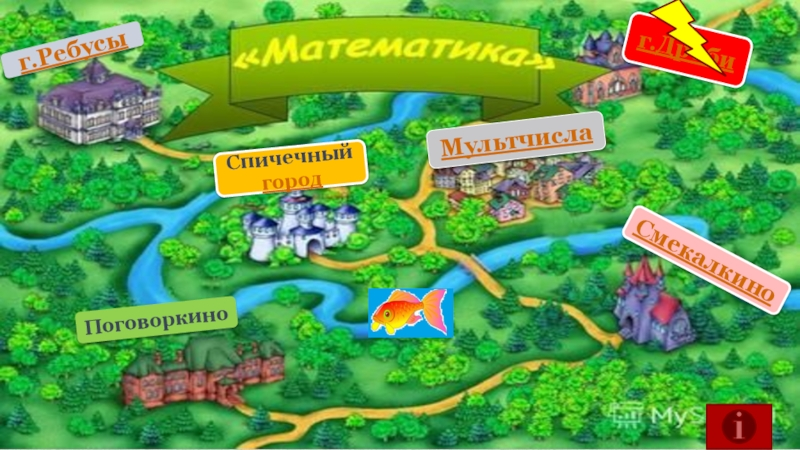 «Математика»
г.Ребусы
Спичечный
город
Мультчисла
Смекалкино
Поговоркино
i